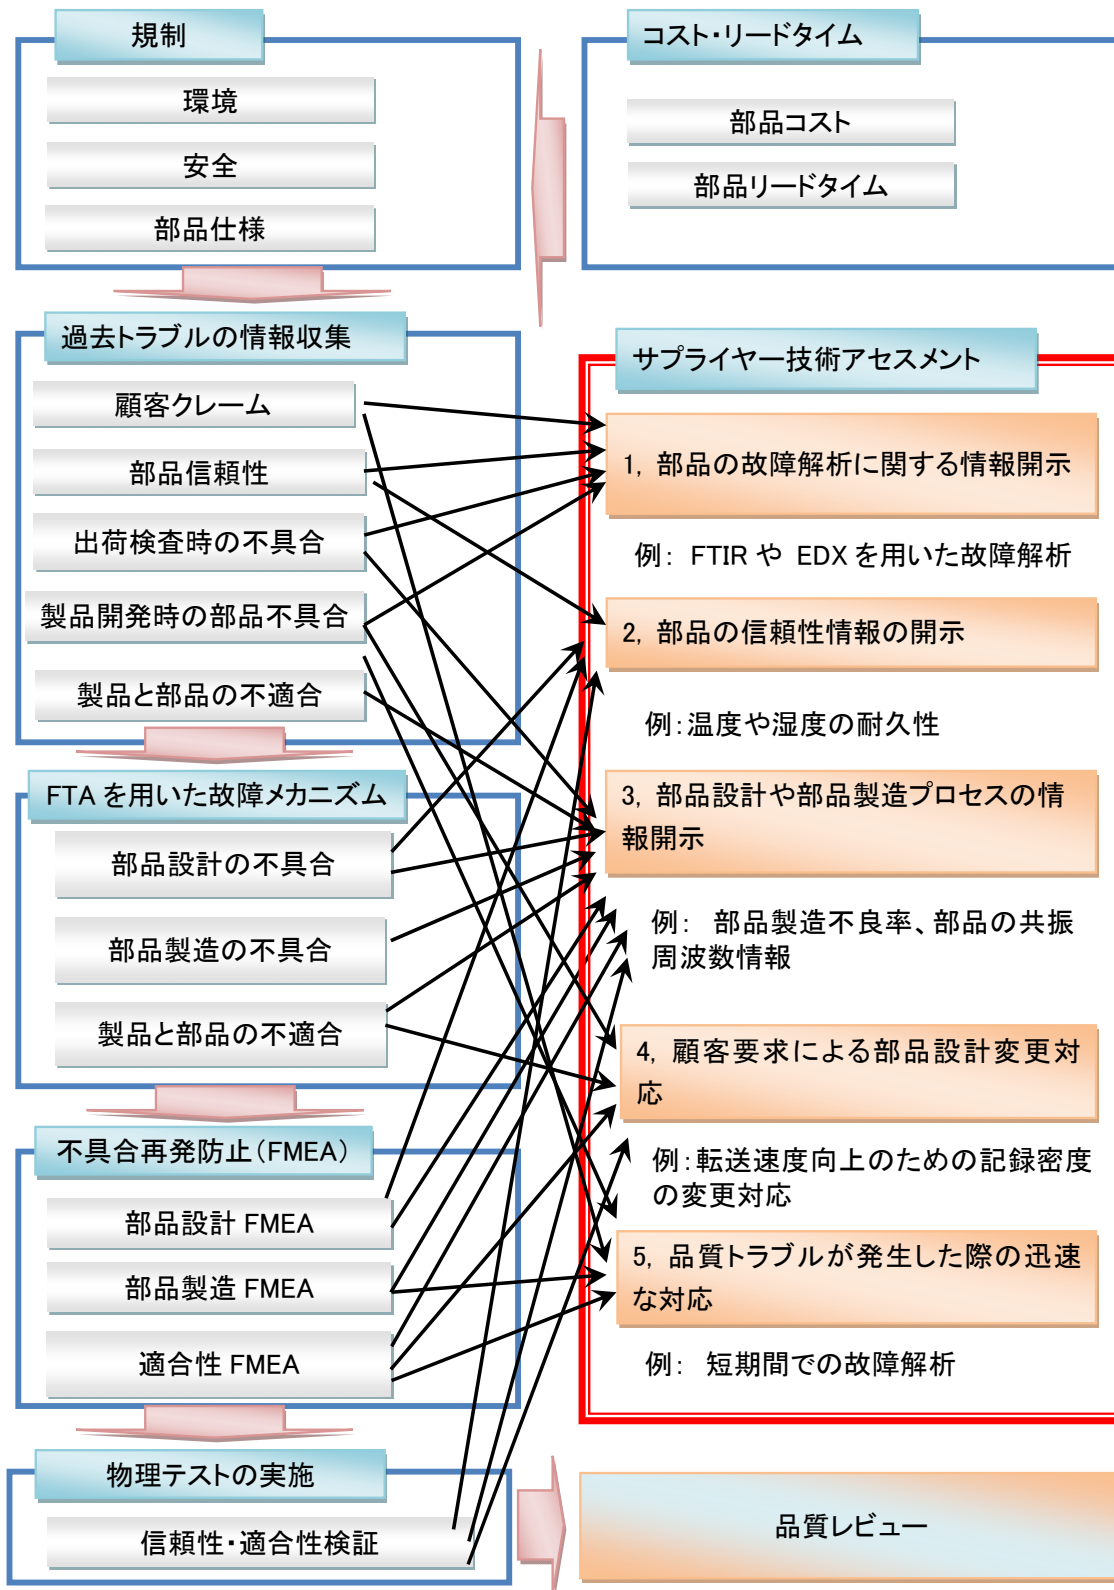 規制
環境
安全
部品仕様
コスト・リードタイム
部品コスト
部品リードタイム
過去トラブルの情報収集
顧客クレーム
部品信頼性
出荷検査時の不具合
製品開発時の部品不具合
製品と部品の不適合
FTA を用いた故障メカニズム
部品設計の不具合
部品製造の不具合
製品と部品の不適合
不具合再発防止（FMEA）
部品設計 FMEA
部品製造 FMEA
適合性 FMEA
物理テストの実施
信頼性・適合性検証
サプライヤー技術アセスメント
1, 部品の故障解析に関する情報開示
例： FTIR や EDX を用いた故障解析
2, 部品の信頼性情報の開示
例：温度や湿度の耐久性
3, 部品設計や部品製造プロセスの情
報開示
例： 部品製造不良率、部品の共振
周波数情報
4, 顧客要求による部品設計変更対
応
例：転送速度向上のための記録密度
の変更対応
5, 品質トラブルが発生した際の迅速
な対応
例： 短期間での故障解析
品質レビュー